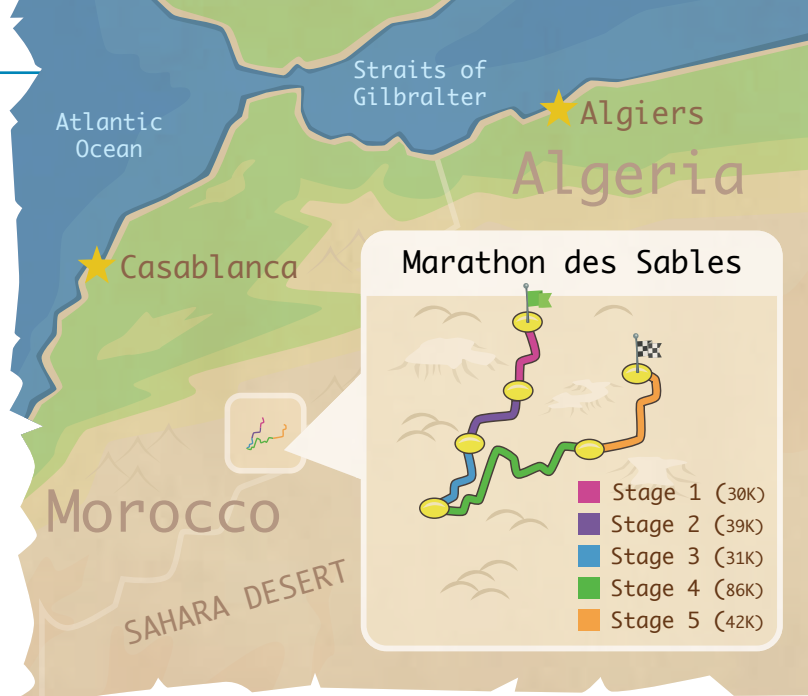 Straits of
Gilbralter
Atlantic
Ocean
Algiers
Algeria
Casablanca
Marathon des Sables
Morocco
SAHARA DESERT
Stage 1 (30K)
Stage 2 (39K)
Stage 3 (31K)
Stage 4 (86K)
Stage 5 (42K)